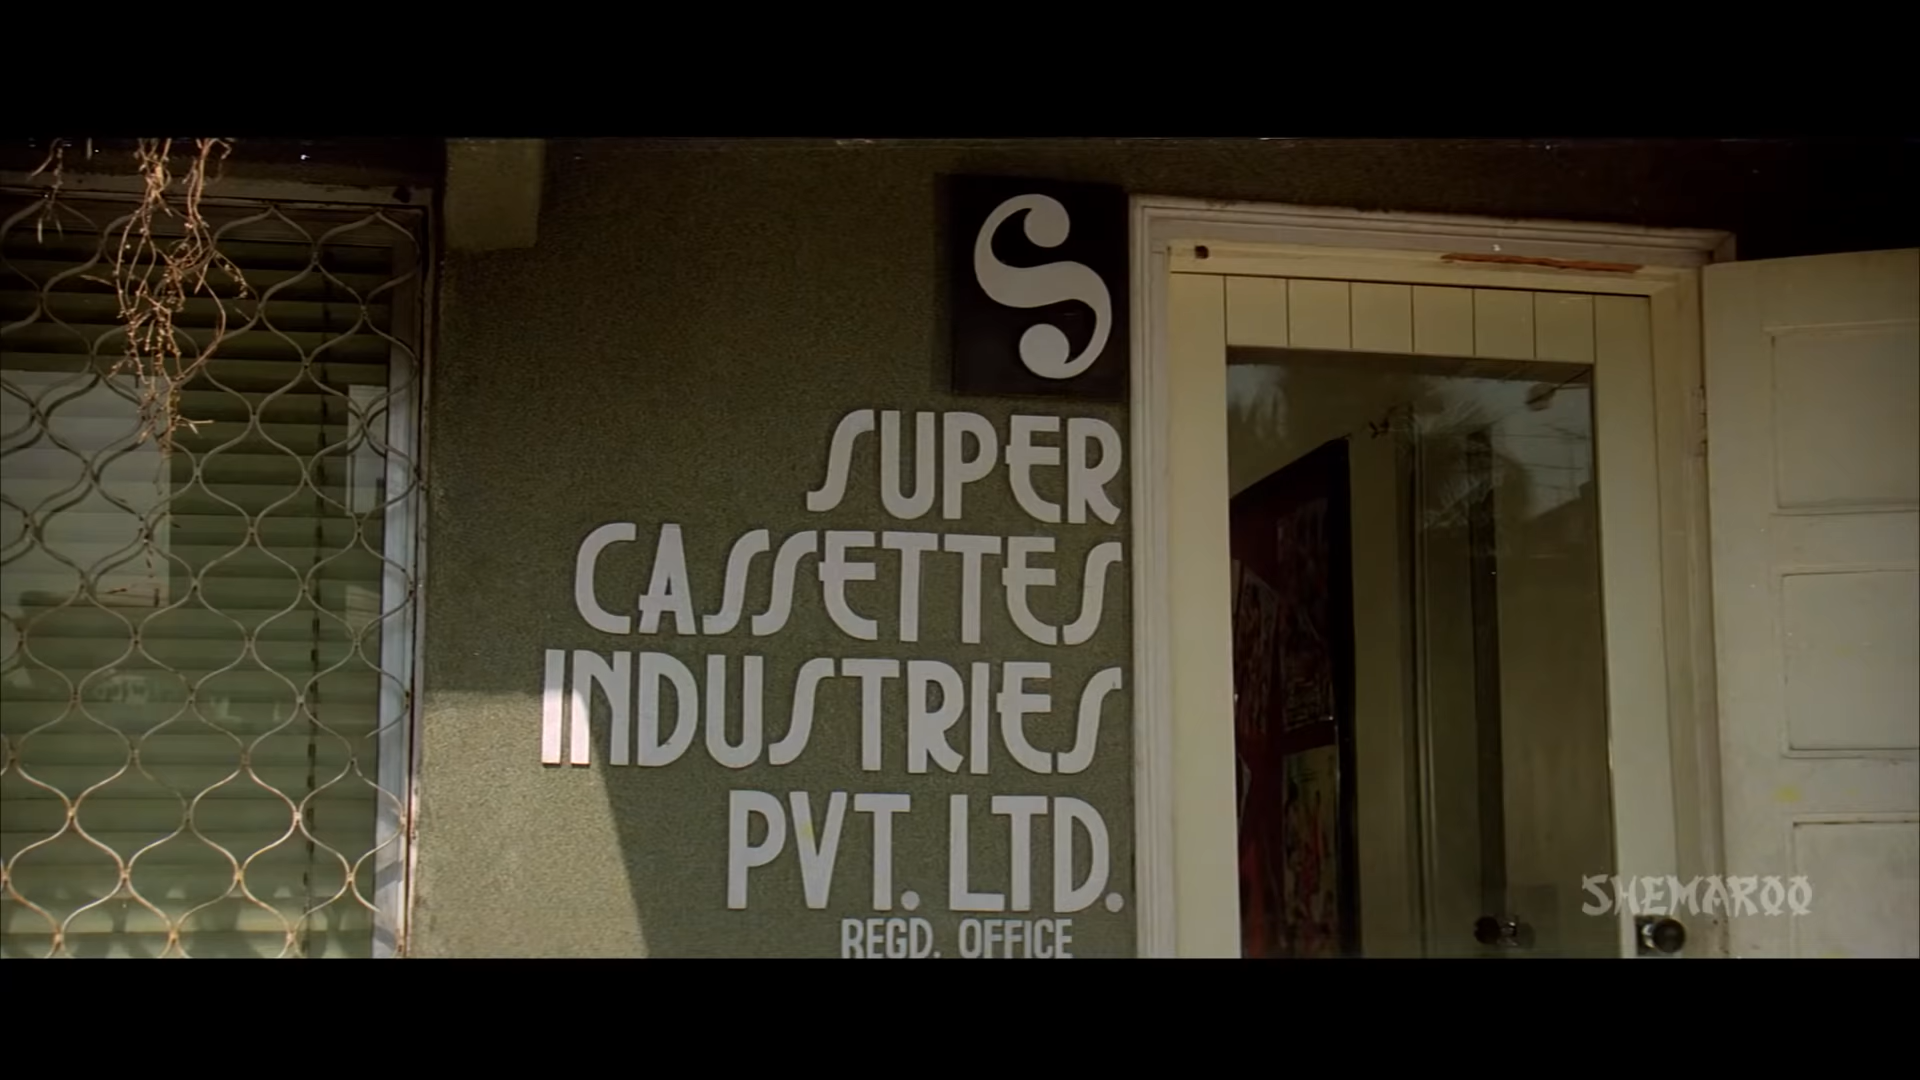 S
SUPER
CASSETTES
INDUSTRIES
PVT. LTD.
REGD. OFFICE
SHEMAROO